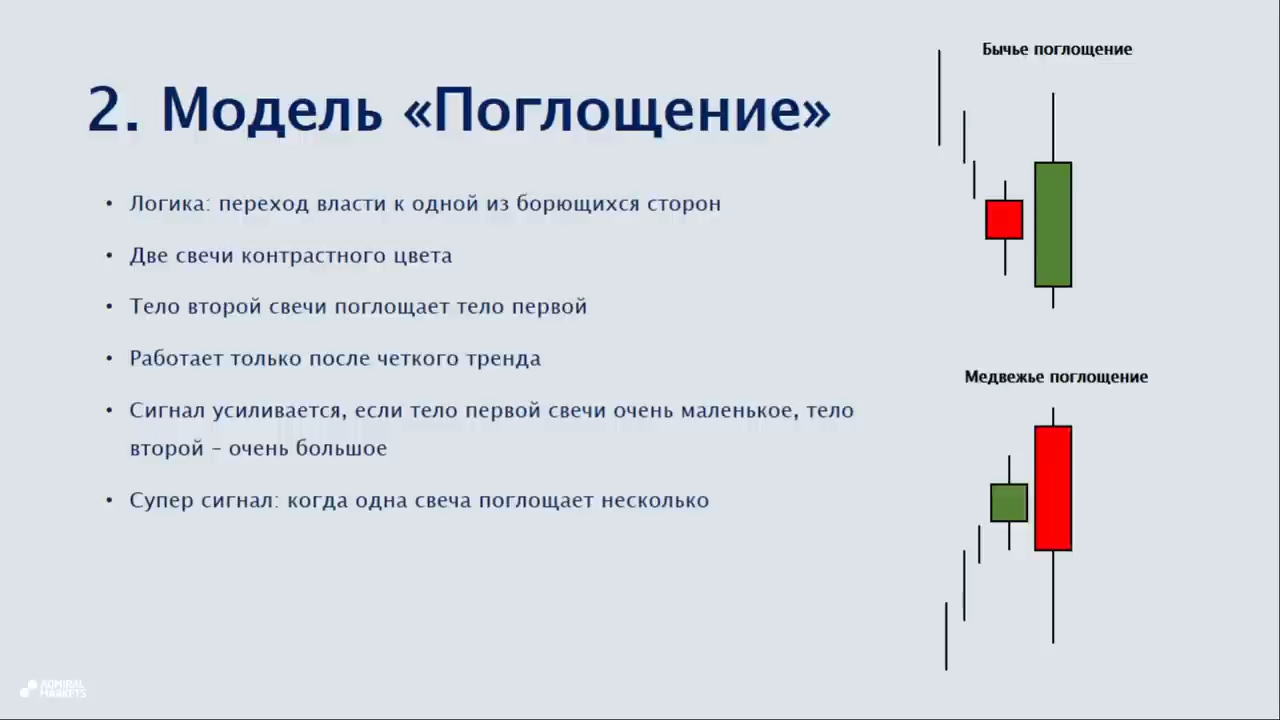 2. Модель «Поглощение»
• Логика: переход власти к одной из борющихся сторон
• Две свечи контрастного цвета
• Тело второй свечи поглощает тело первой
• Работает только после четкого тренда
• Сигнал усиливается, если тело первой свечи очень маленькое, тело
второй – очень большое
• Супер сигнал: когда одна свеча поглощает несколько
Бычье поглощение
Медвежье поглощение
ADMIRAL
MARKETS